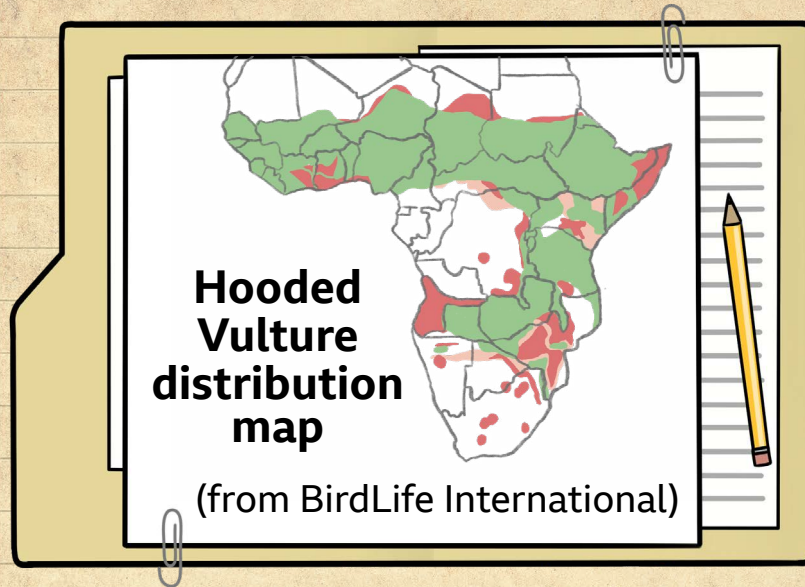 Hooded
Vulture
distribution
map
(from BirdLife International)